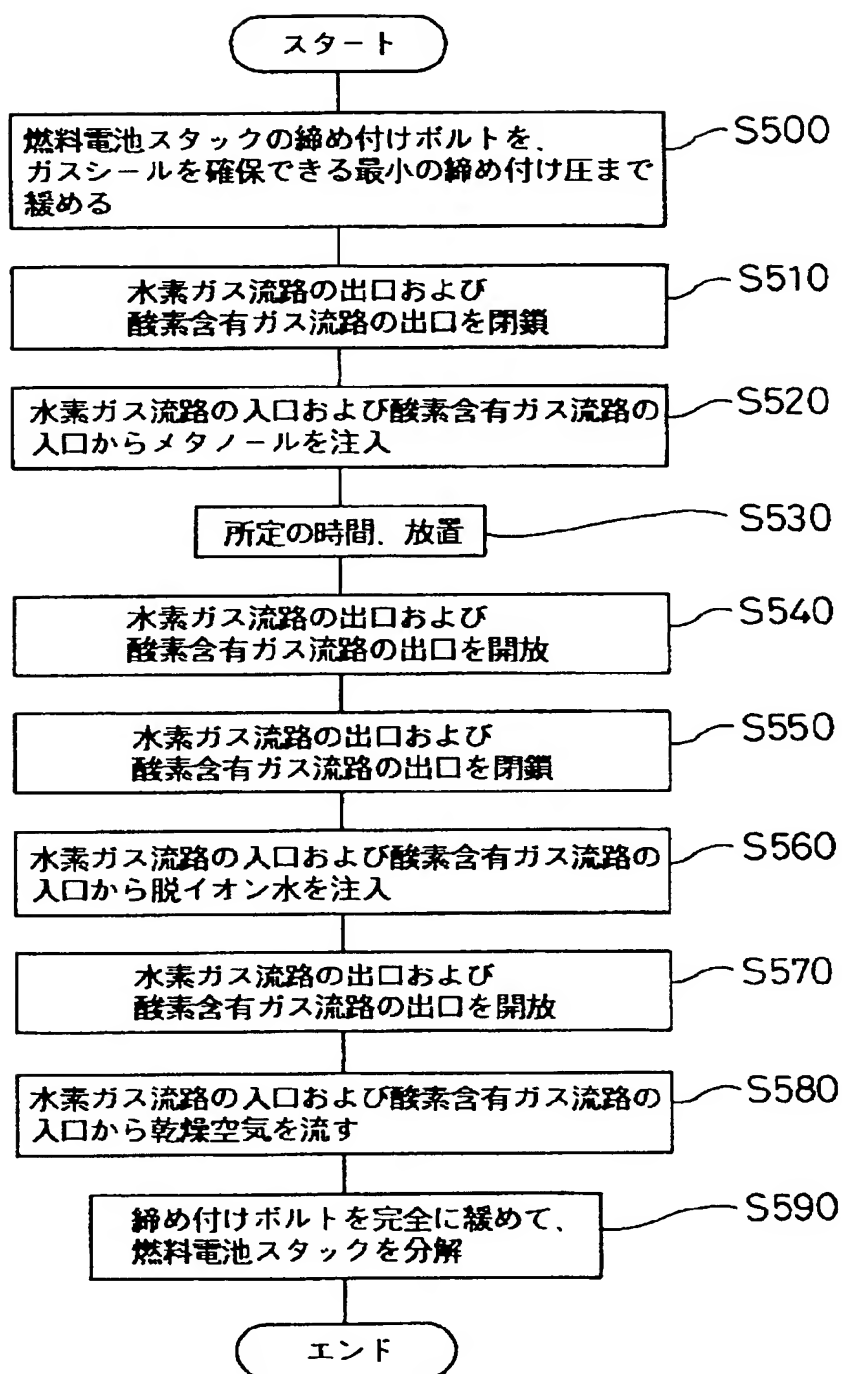 スタート
燃料電池スタックの締め付けボルトを、
ガスシールを確保できる最小の締め付け圧まで
緩める
S500
水素ガス流路の出口および
酸素含有ガス流路の出口を閉鎖
S510
水素ガス流路の入口および酸素含有ガス流路の
入口からメタノールを注入
S520
所定の時間、放置
S530
水素ガス流路の出口および
酸素含有ガス流路の出口を開放
S540
水素ガス流路の出口および
酸素含有ガス流路の出口を閉鎖
S550
水素ガス流路の入口および酸素含有ガス流路の
入口から脱イオン水を注入
S560
水素ガス流路の出口および
酸素含有ガス流路の出口を開放
S570
水素ガス流路の入口および酸素含有ガス流路の
入口から乾燥空気を流す
S580
締め付けボルトを完全に緩めて、
燃料電池スタックを分解
S590
エンド